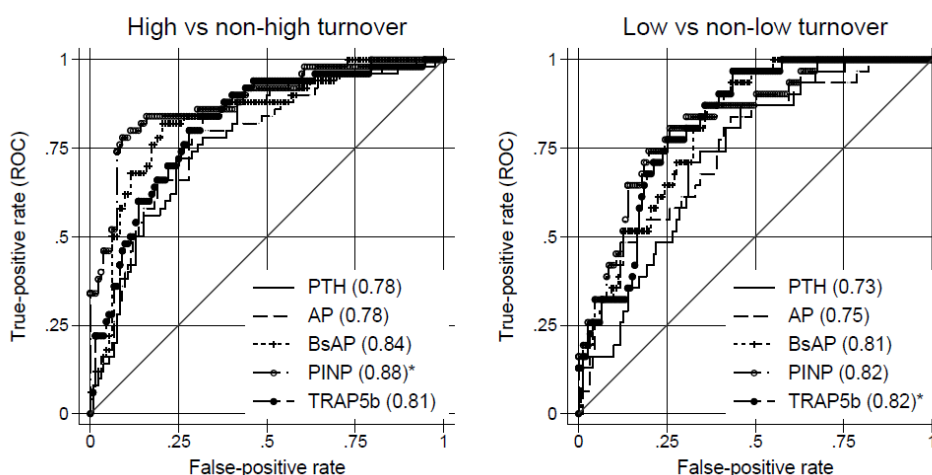 High vs non-high turnover
True-positive rate (ROC)
1
.75
.5
.25
0
PTH (0.78)
AP (0.78)
BsAP (0.84)
PINP (0.88)*
TRAP5b (0.81)
0
.25
.5
.75
1
False-positive rate
Low vs non-low turnover
True-positive rate (ROC)
1
.75
.5
.25
0
PTH (0.73)
AP (0.75)
BsAP (0.81)
PINP (0.82)
TRAP5b (0.82)*
0
.25
.5
.75
1
False-positive rate